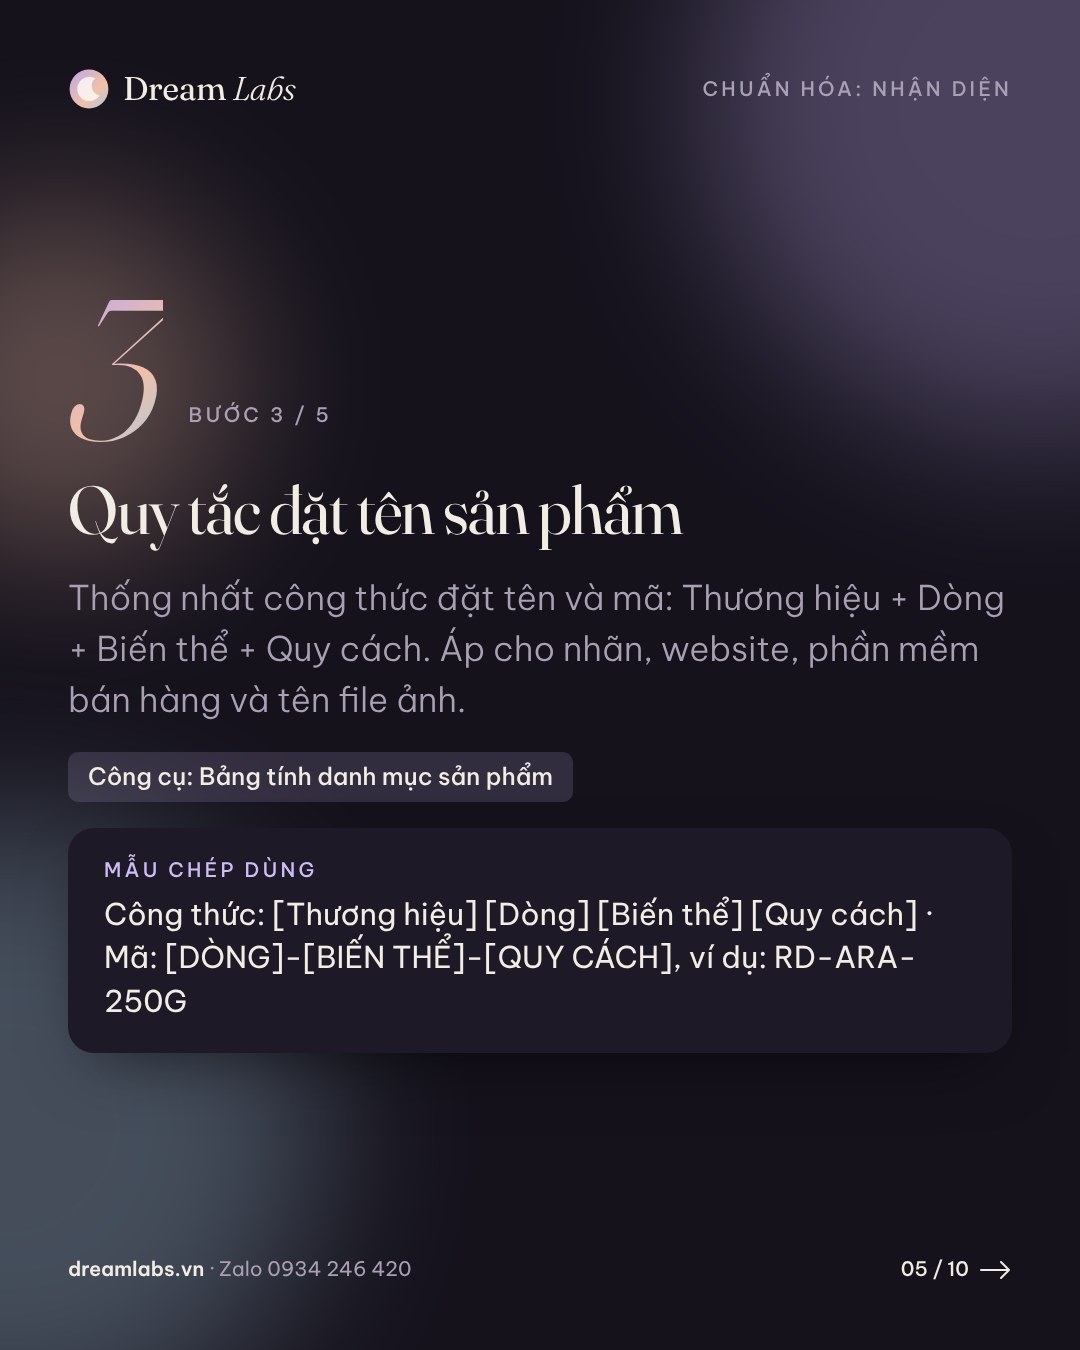 Dream Labs
CHUẨN HÓA: NHẬN DIỆN
3
BƯỚC 3 / 5
Quy tắc đặt tên sản phẩm
Thống nhất công thức đặt tên và mã: Thương hiệu + Dòng
+ Biến thể + Quy cách. Áp cho nhãn, website, phần mềm
bán hàng và tên file ảnh.
Công cụ: Bảng tính danh mục sản phẩm
MẪU CHÉP DÙNG
Công thức: [Thương hiệu] [Dòng] [Biến thể] [Quy cách] ·
Mã: [DÒNG]-[BIẾN THỂ]-[QUY CÁCH], ví dụ: RD-ARA-
250G
dreamlabs.vn · Zalo 0934 246 420
05 / 10 →